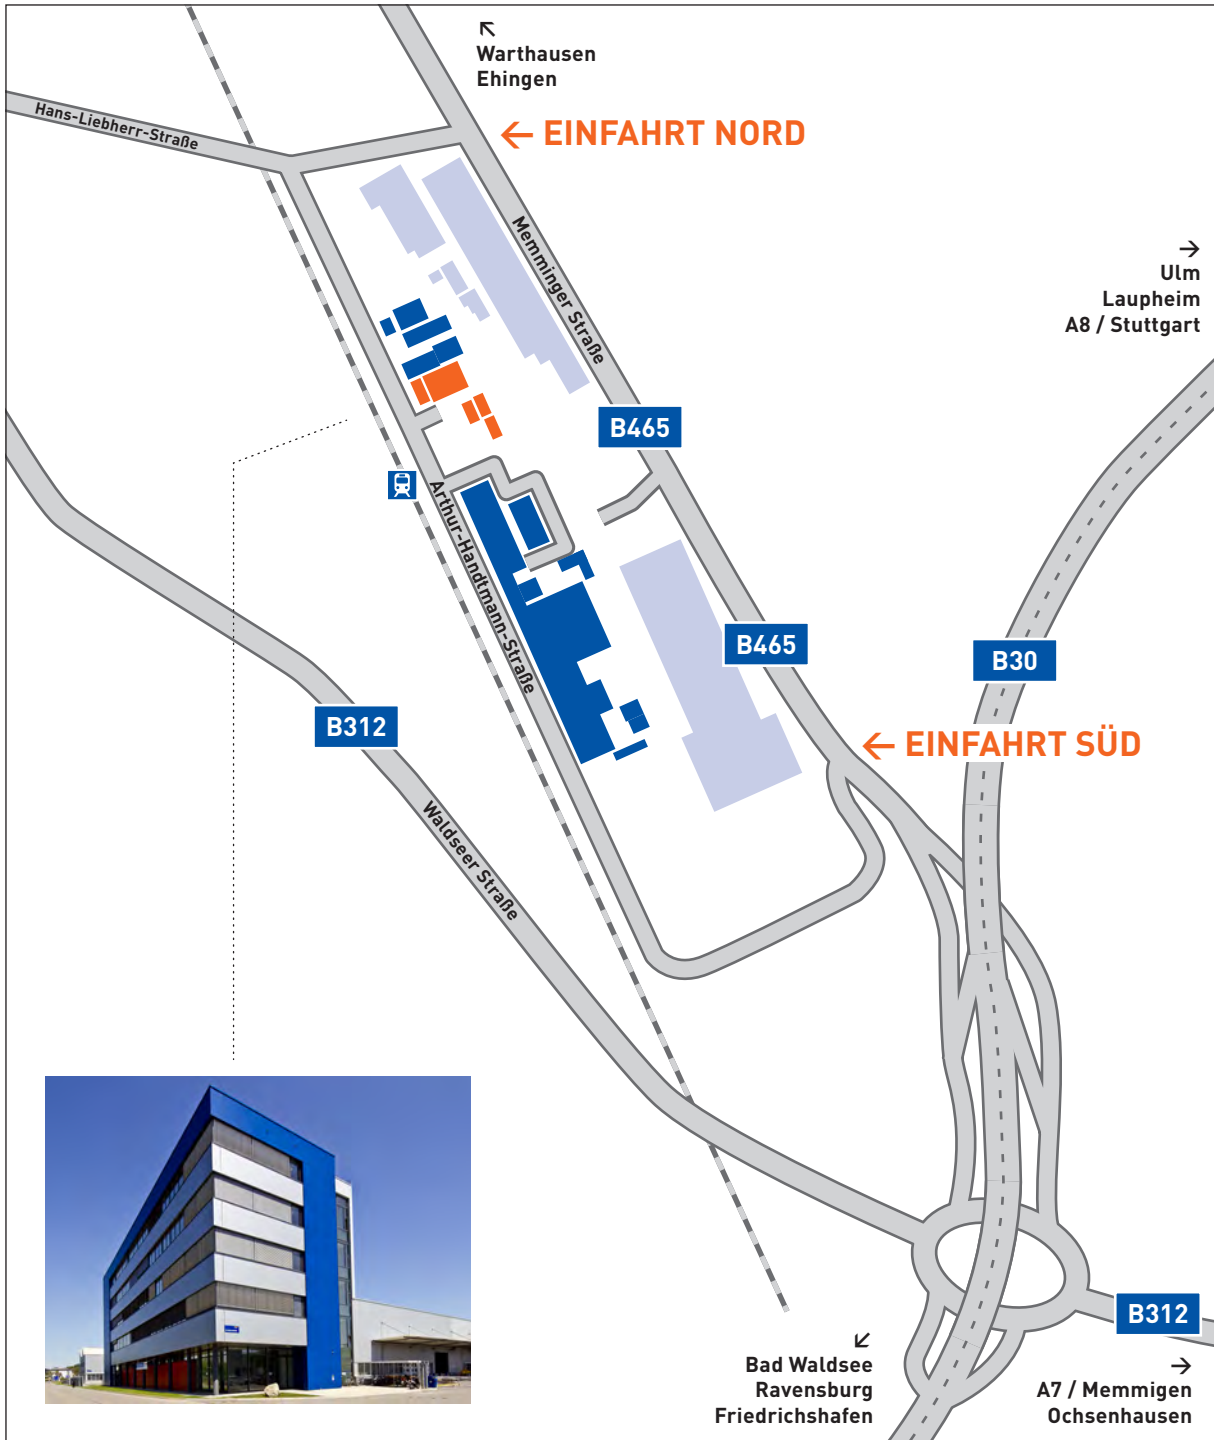 Warthausen
Ehingen
Hans-Liebherr-Straße
← EINFAHRT NORD
Memminger Straße
Ulm
Laupheim
A8 / Stuttgart
B465
Arthur-Handtmann-Straße
B465
B30
B312
← EINFAHRT SÜD
Waldseer Straße
B312
Bad Waldsee
Ravensburg
Friedrichshafen
A7 / Memmigen
Ochsenhausen